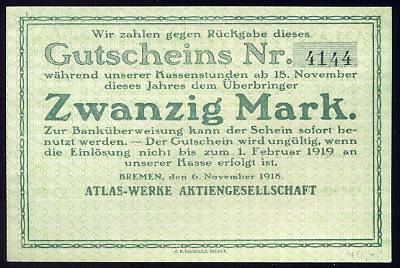 Wir zahlen gegen Rückgabe dieses
Gutscheins Nr. 4144
während unserer Kassenstunden ab 18. November
dieses Jahres dem Überbringer
Zwanzig Mark.
Zur Banküberweisung kann der Schein sofort be-
nutzt werden. — Der Gutschein wird ungültig, wenn
die Einlösung nicht bis zum 1. Februar 1919 an
unserer Kasse erfolgt ist.
BREMEN, den 6. November 1918.
ATLAS-WERKE AKTIENGESELLSCHAFT